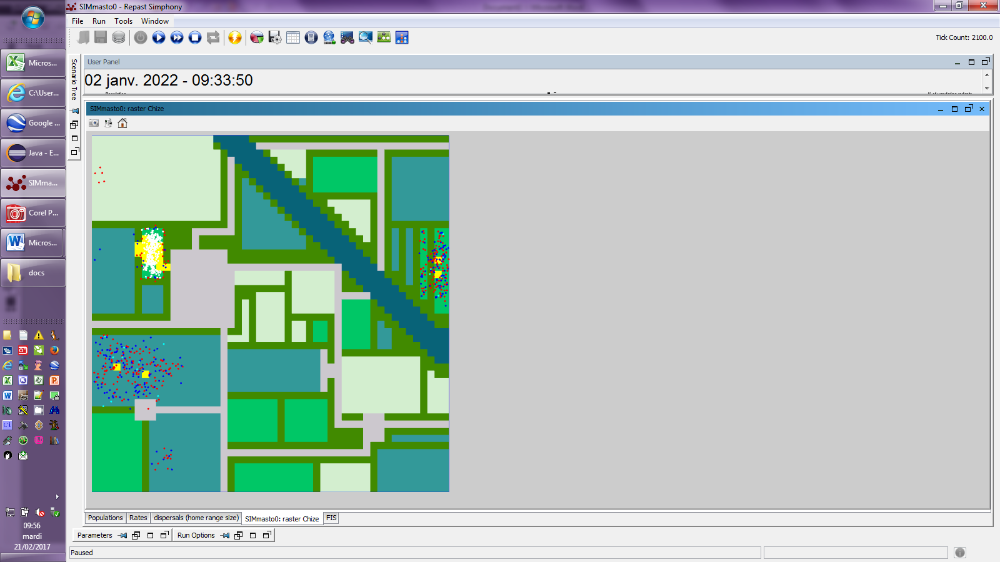 SIMmasto0 - Repast Simphony
File Run Tools Window
Tick Count: 2100.0
Micros...
C:\User...
Google ...
Java - E...
SIMma...
Corel P...
Micros...
docs
09:56
mardi
21/02/2017
Scenario Tree
User Panel
02 janv. 2022 - 09:33:50
SIMmasto0: raster Chize
Populations Rates dispersals (home range size) SIMmasto0: raster Chize FIS
Parameters Run Options
Paused